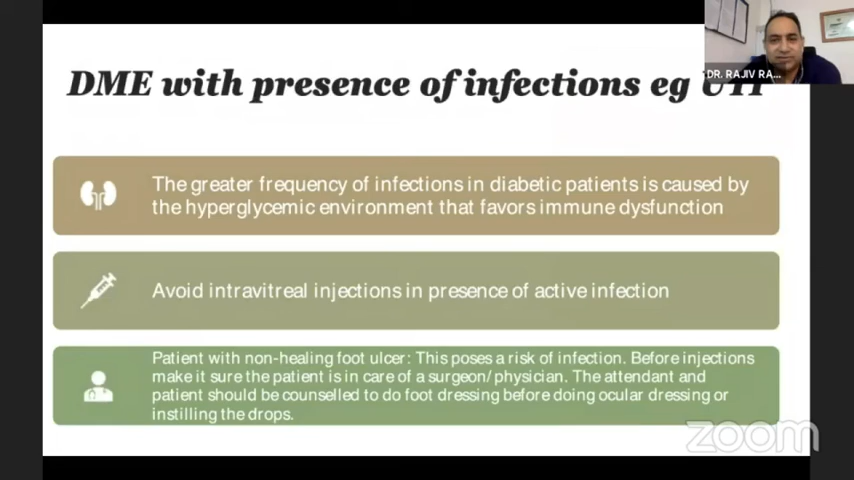 DR. RAJIV RA...
DME with presence of infections eg UTI
The greater frequency of infections in diabetic patients is caused by
the hyperglycemic environment that favors immune dysfunction
Avoid intravitreal injections in presence of active infection
Patient with non-healing foot ulcer: This poses a risk of infection. Before injections
make it sure the patient is in care of a surgeon/ physician. The attendant and
patient should be counselled to do foot dressing before doing ocular dressing or
instilling the drops.
zoom